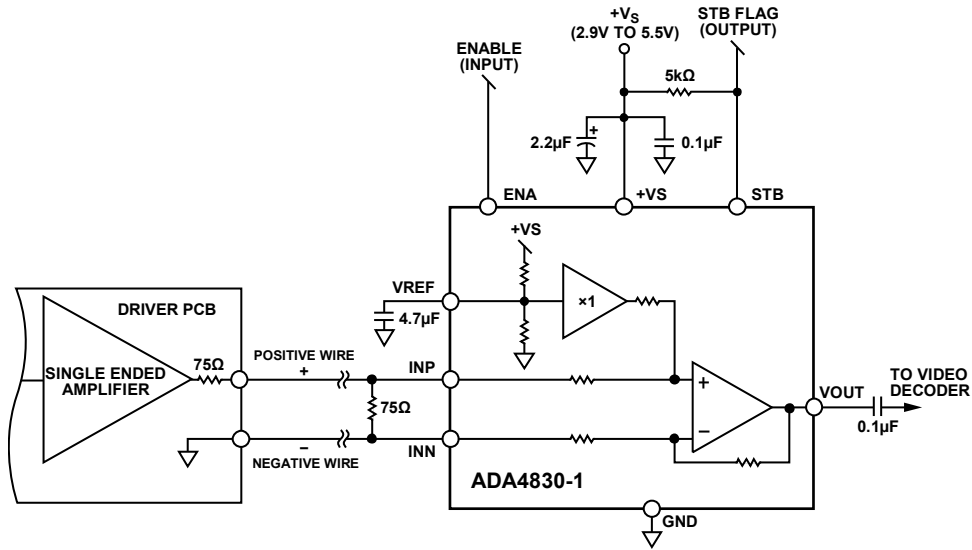 +VS
(2.9V TO 5.5V)
STB FLAG
(OUTPUT)
ENABLE
(INPUT)
5kΩ
2.2µF
+
0.1µF
ENA
+VS
STB
+VS
VREF
×1
4.7µF
DRIVER PCB
SINGLE ENDED
AMPLIFIER
75Ω
POSITIVE WIRE
+
INP
75Ω
+
VOUT
TO VIDEO
DECODER
0.1µF
–
NEGATIVE WIRE
INN
–
ADA4830-1
GND